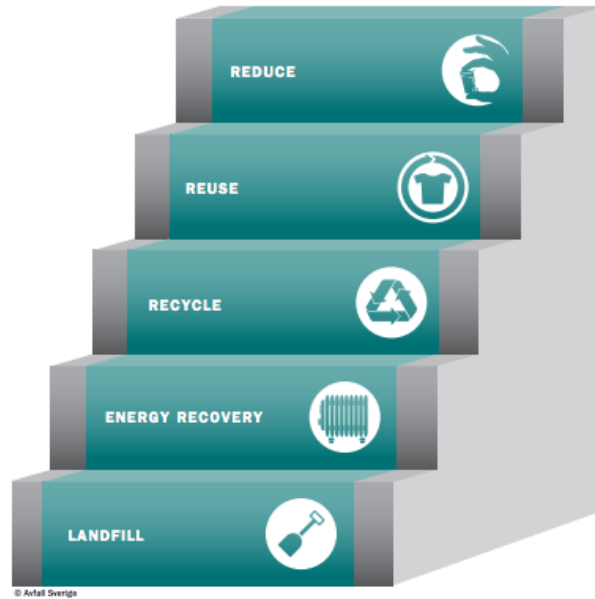 REDUCE
REUSE
RECYCLE
ENERGY RECOVERY
LANDFILL
© Avfall Sverige